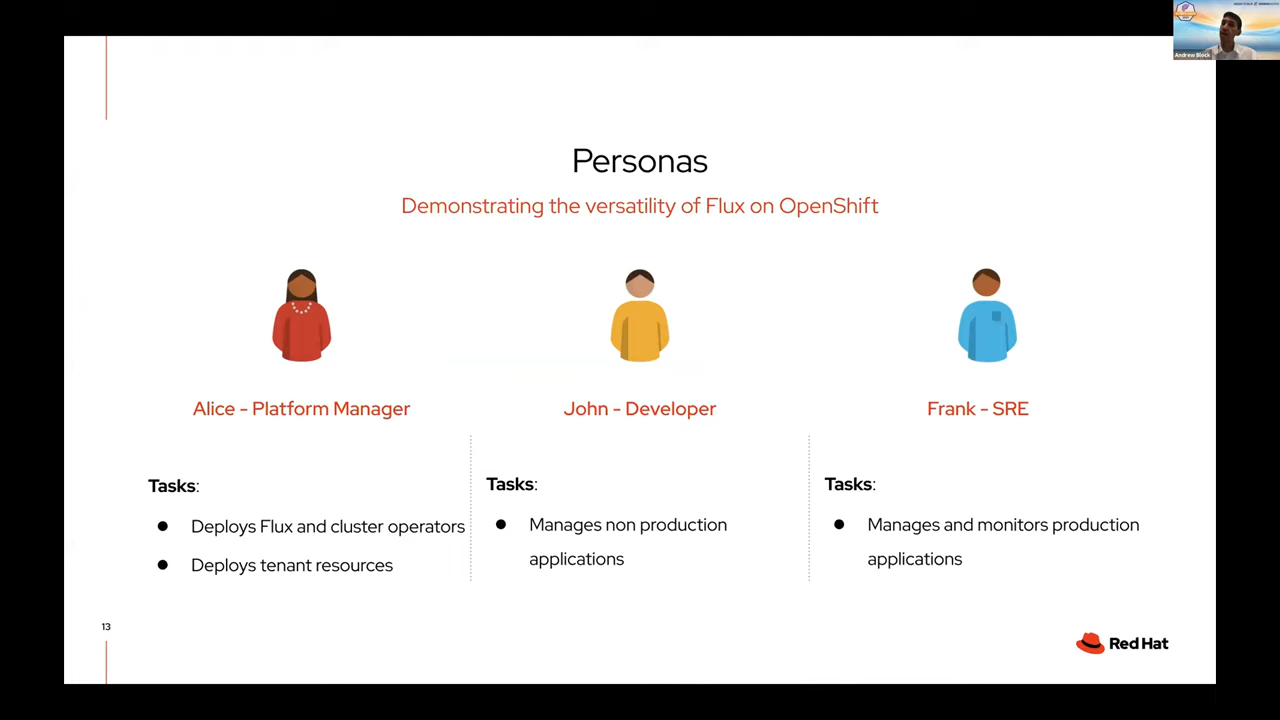 Andrew Block
Personas
Demonstrating the versatility of Flux on OpenShift
Alice - Platform Manager
John - Developer
Frank - SRE
Tasks:
● Deploys Flux and cluster operators
● Deploys tenant resources
Tasks:
● Manages non production
applications
Tasks:
● Manages and monitors production
applications
13
Red Hat